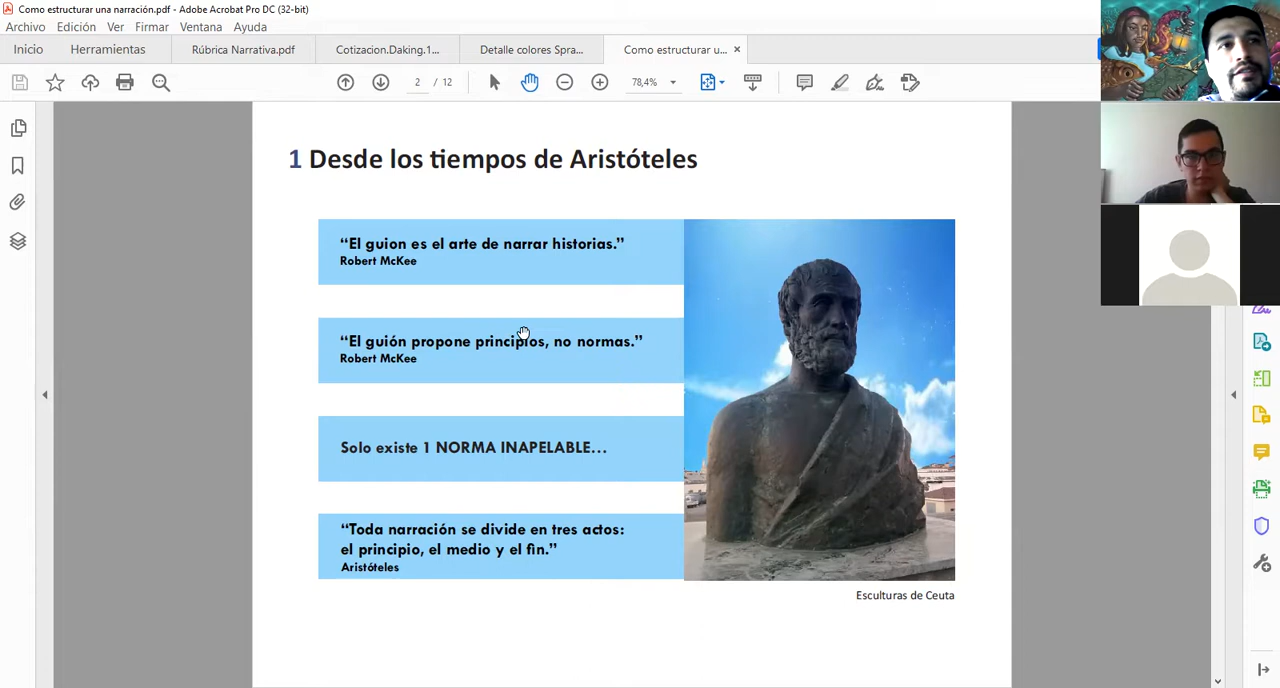 Como estructurar una narración.pdf - Adobe Acrobat Pro DC (32-bit)
Archivo Edición Ver Firmar Ventana Ayuda
Inicio Herramientas Rúbrica Narrativa.pdf Cotizacion.Daking.1... Detalle colores Spra... Como estructurar u... ×
2 / 12 78,4%
1 Desde los tiempos de Aristóteles
“El guion es el arte de narrar historias.”
Robert McKee
“El guión propone principios, no normas.”
Robert McKee
Solo existe 1 NORMA INAPELABLE...
“Toda narración se divide en tres actos:
el principio, el medio y el fin.”
Aristóteles
Esculturas de Ceuta